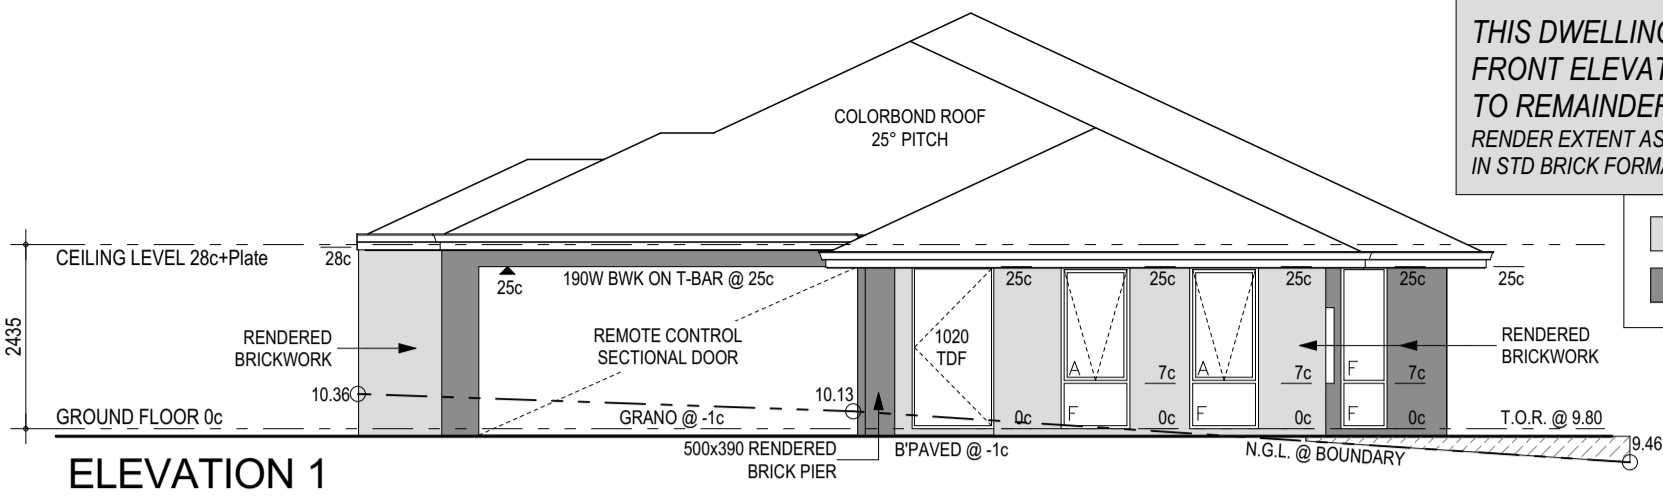 THIS DWELLING
FRONT ELEVAT
TO REMAINDER
RENDER EXTENT AS
IN STD BRICK FORMA
COLORBOND ROOF
25° PITCH
CEILING LEVEL 28c+Plate
28c
25c
190W BWK ON T-BAR @ 25c
25c
25c
25c
25c
25c
2435
RENDERED
BRICKWORK
REMOTE CONTROL
SECTIONAL DOOR
1020
TDF
RENDERED
BRICKWORK
A
A
F
7c
7c
7c
10.36
10.13
GROUND FLOOR 0c
GRANO @ -1c
0c
F
0c
F
0c
F
0c
T.O.R. @ 9.80
500x390 RENDERED
BRICK PIER
B'PAVED @ -1c
N.G.L. @ BOUNDARY
9.46
ELEVATION 1